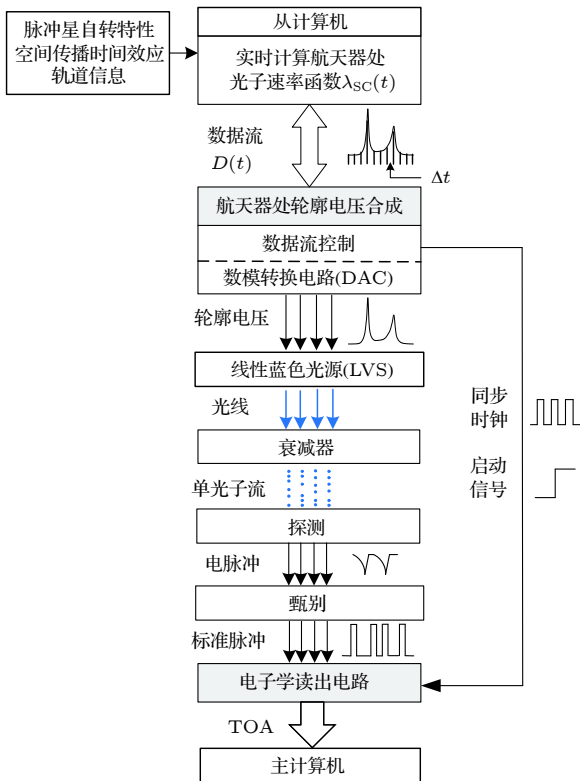 脉冲星自转特性
空间传播时间效应
轨道信息
从计算机
实时计算航天器处
光子速率函数λSC(t)
数据流
D(t)
Δt
航天器处轮廓电压合成
数据流控制
数模转换电路(DAC)
轮廓电压
线性蓝色光源(LVS)
光线
同步
时钟
衰减器
启动
信号
单光子流
探测
电脉冲
甄别
标准脉冲
电子学读出电路
TOA
主计算机